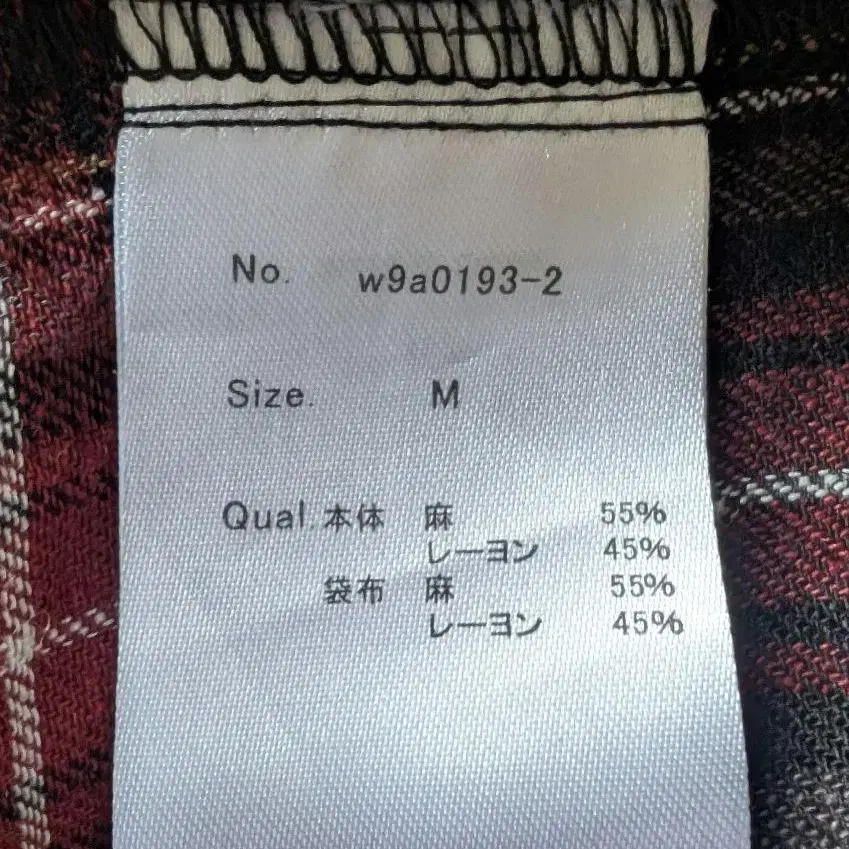 No. w9a0193-2
Size. M
Qual. 本体 麻 55%
レーヨン 45%
袋布 麻 55%
レーヨン 45%